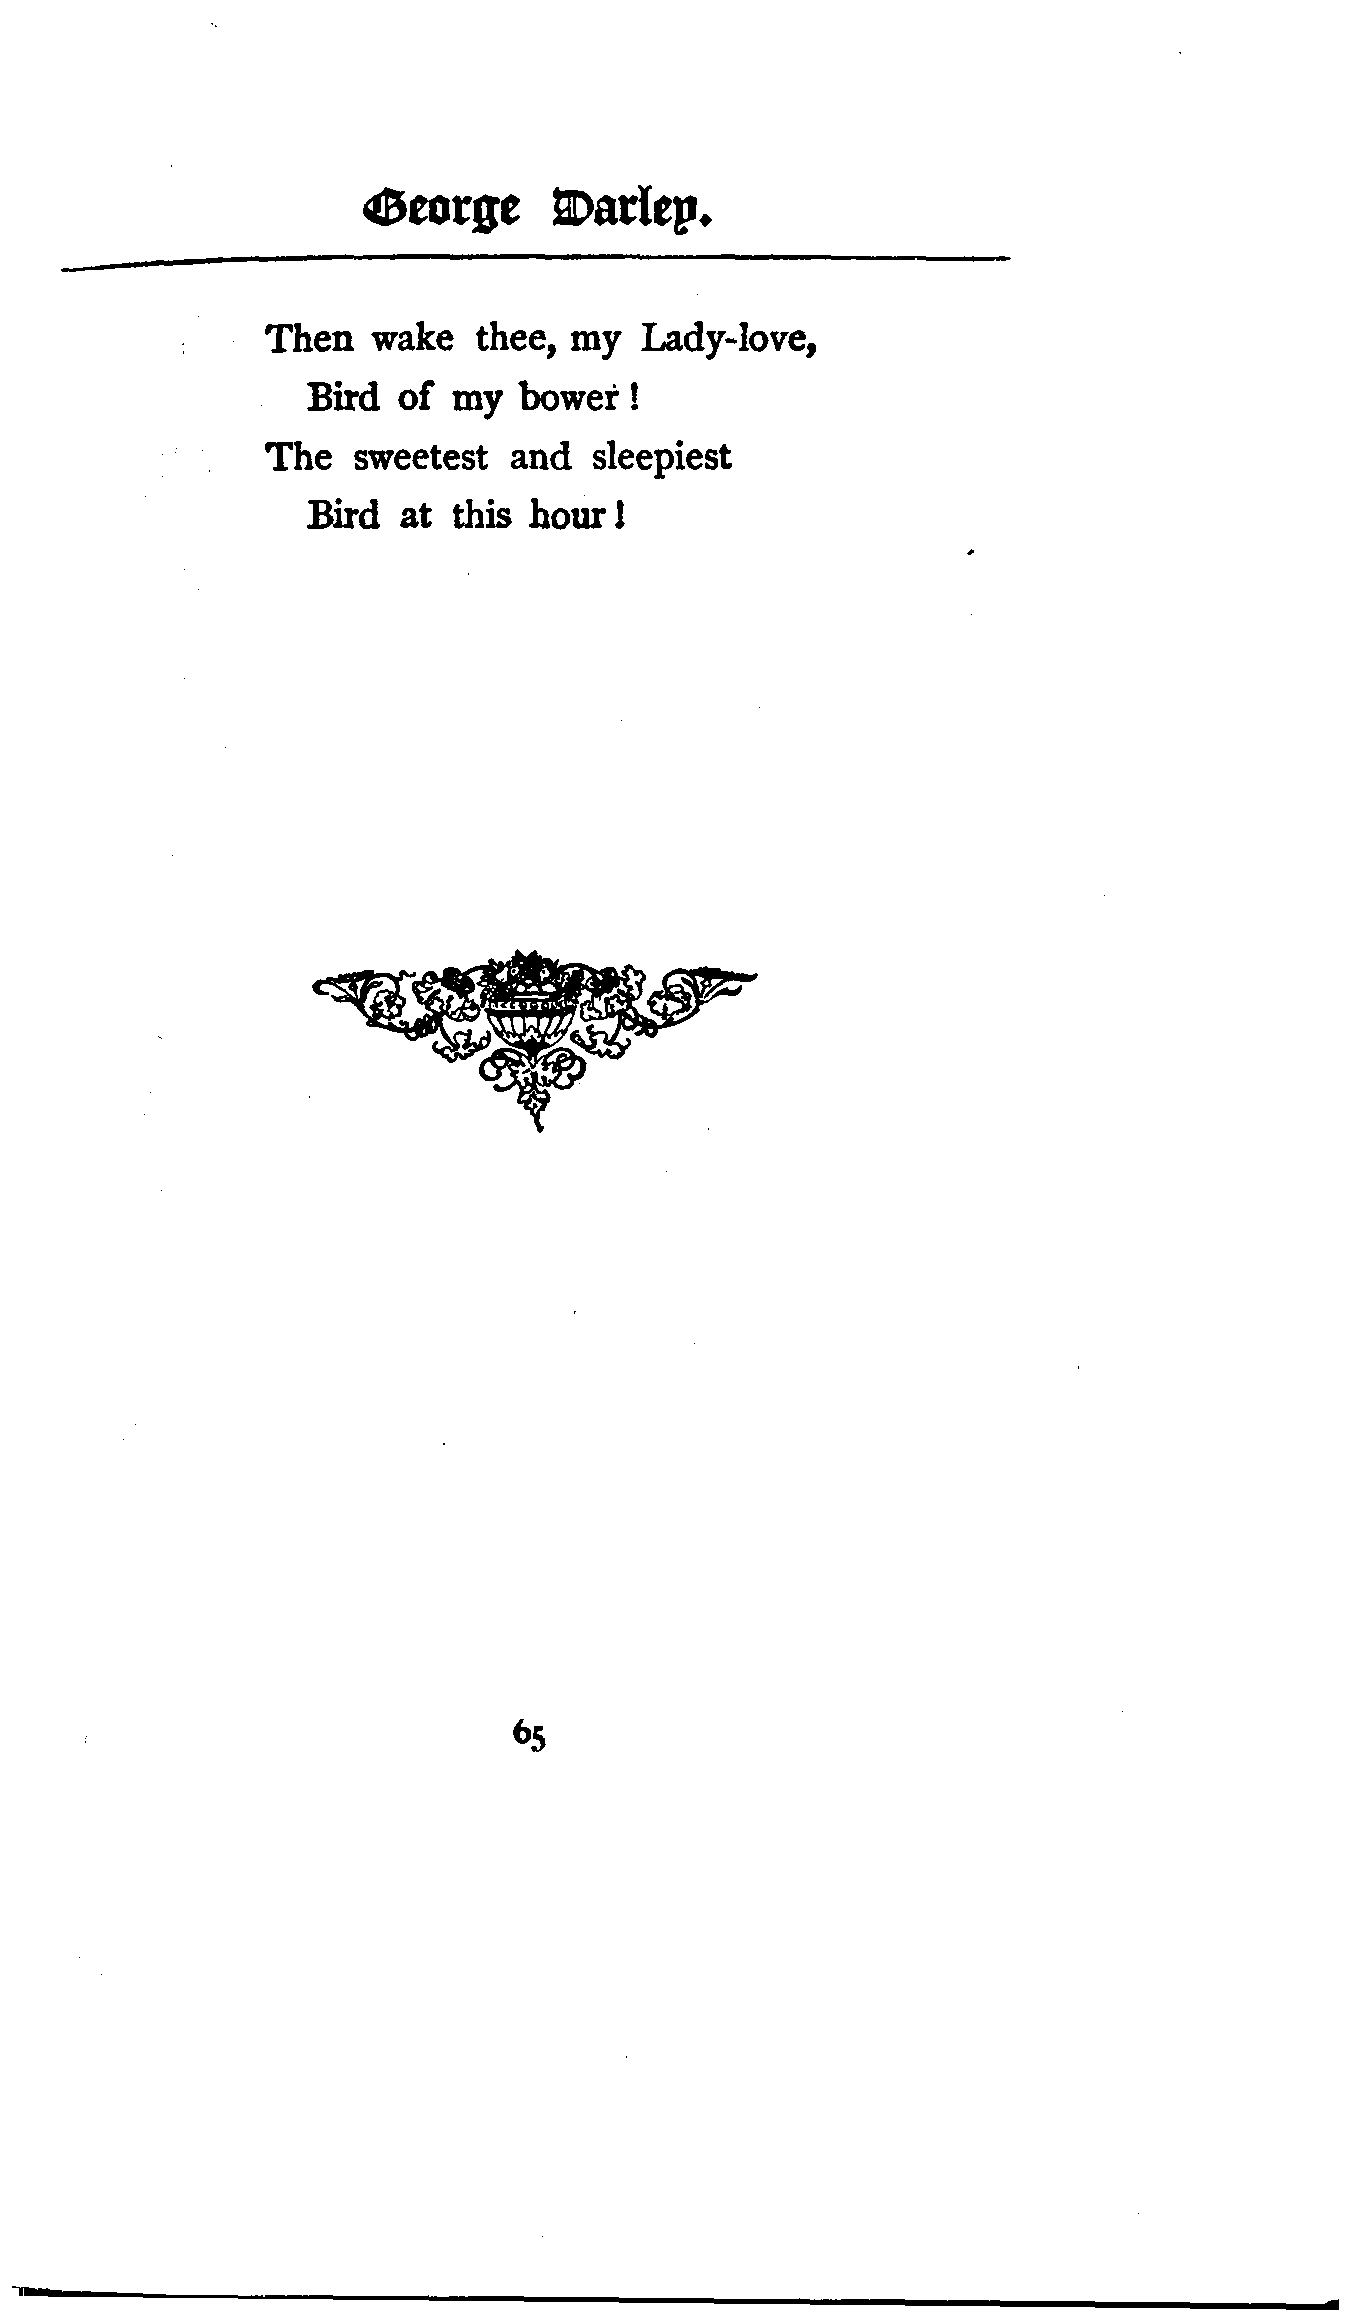 George Darley.
Then wake thee, my Lady-love,
Bird of my bower!
The sweetest and sleepiest
Bird at this hour!
65